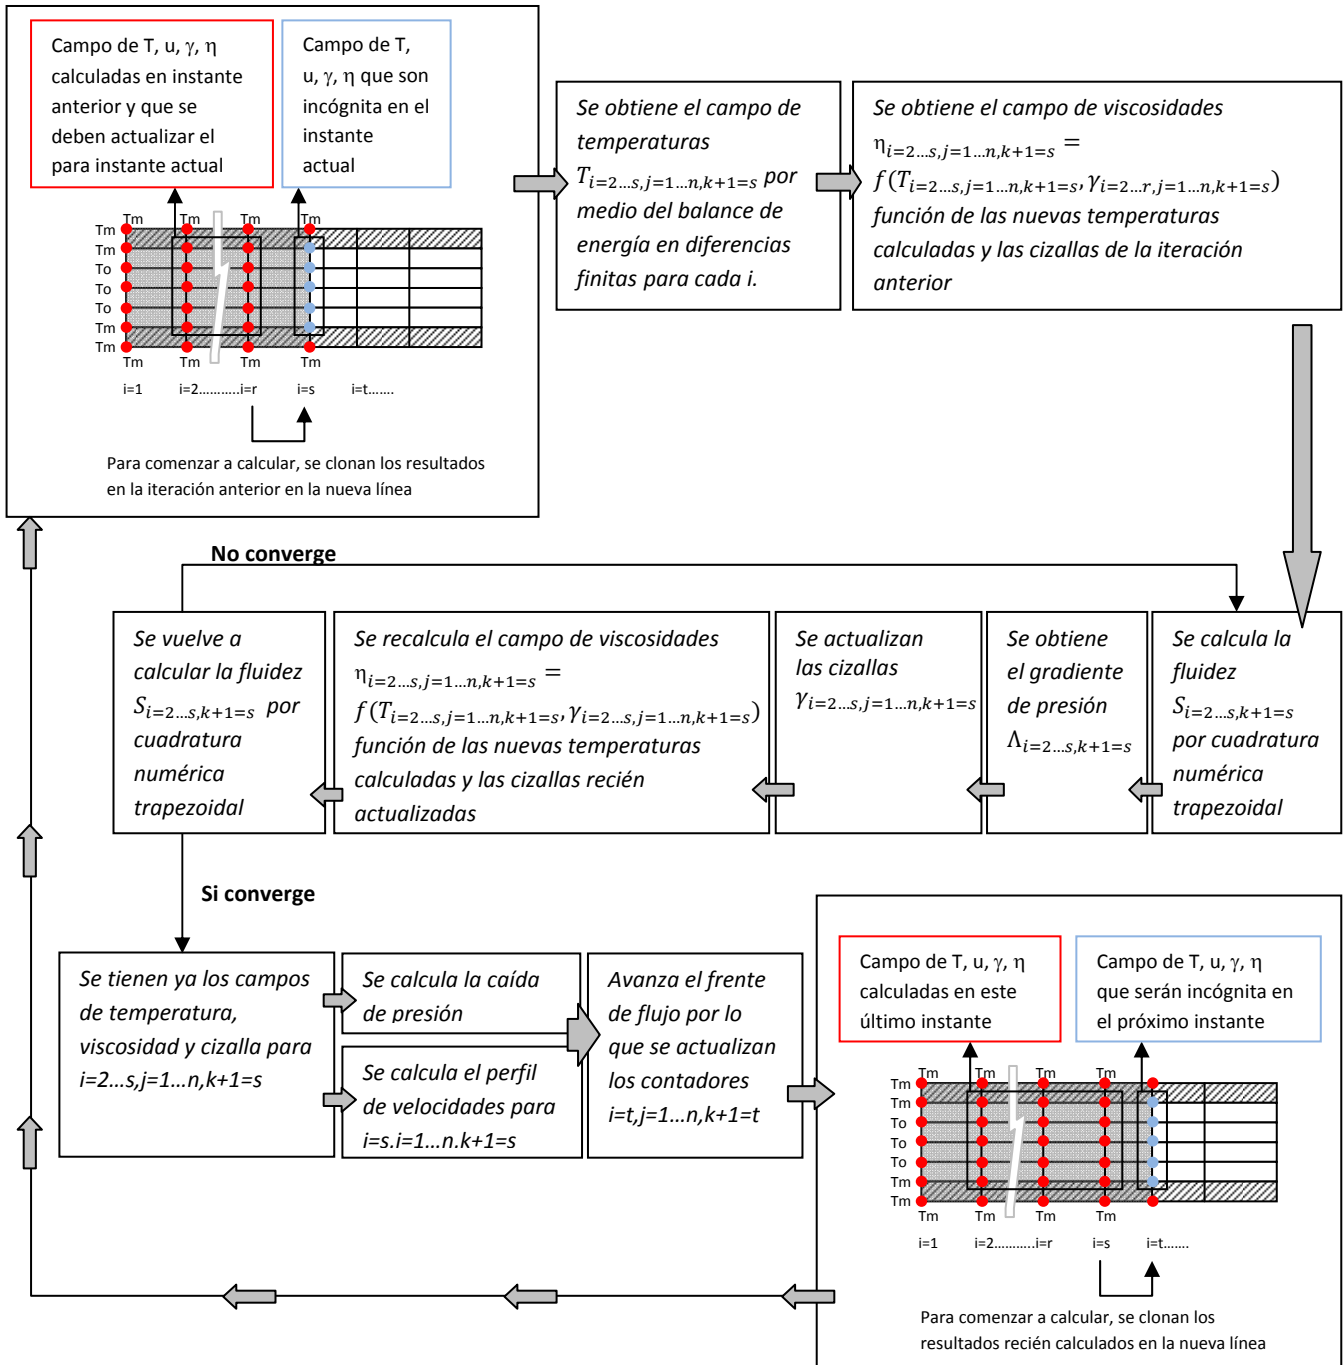 Campo de T, u, γ, η
calculadas en instante
anterior y que se
deben actualizar el
para instante actual
Campo de T,
u, γ, η que son
incógnita en el
instante
actual
Tm Tm Tm Tm
Tm
Tm
To
To
To
Tm
Tm
Tm Tm Tm Tm
i=1 i=2...........i=r i=s i=t.......
Para comenzar a calcular, se clonan los resultados
en la iteración anterior en la nueva línea
Se obtiene el campo de
temperaturas
T_{i=2...s,j=1...n,k+1=s} por
medio del balance de
energía en diferencias
finitas para cada i.
Se obtiene el campo de viscosidades
η_{i=2...s,j=1...n,k+1=s} =
f(T_{i=2...s,j=1...n,k+1=s}, γ_{i=2...r,j=1...n,k+1=s})
función de las nuevas temperaturas
calculadas y las cizallas de la iteración
anterior
No converge
Se vuelve a
calcular la fluidez
S_{i=2...s,k+1=s} por
cuadratura
numérica
trapezoidal
Se recalcula el campo de viscosidades
η_{i=2...s,j=1...n,k+1=s} =
f(T_{i=2...s,j=1...n,k+1=s}, γ_{i=2...s,j=1...n,k+1=s})
función de las nuevas temperaturas
calculadas y las cizallas recién
actualizadas
Se actualizan
las cizallas
γ_{i=2...s,j=1...n,k+1=s}
Se obtiene
el gradiente
de presión
Λ_{i=2...s,k+1=s}
Se calcula la
fluidez
S_{i=2...s,k+1=s}
por cuadratura
numérica
trapezoidal
Si converge
Se tienen ya los campos
de temperatura,
viscosidad y cizalla para
i=2...s,j=1...n,k+1=s
Se calcula la caída
de presión
Se calcula el perfil
de velocidades para
i=s.i=1...n.k+1=s
Avanza el frente
de flujo por lo
que se actualizan
los contadores
i=t,j=1...n,k+1=t
Campo de T, u, γ, η
calculadas en este
último instante
Campo de T, u, γ, η
que serán incógnita en
el próximo instante
Tm Tm Tm Tm
Tm
Tm
To
To
To
Tm
Tm
Tm Tm Tm Tm
i=1 i=2...........i=r i=s i=t.......
Para comenzar a calcular, se clonan los
resultados recién calculados en la nueva línea